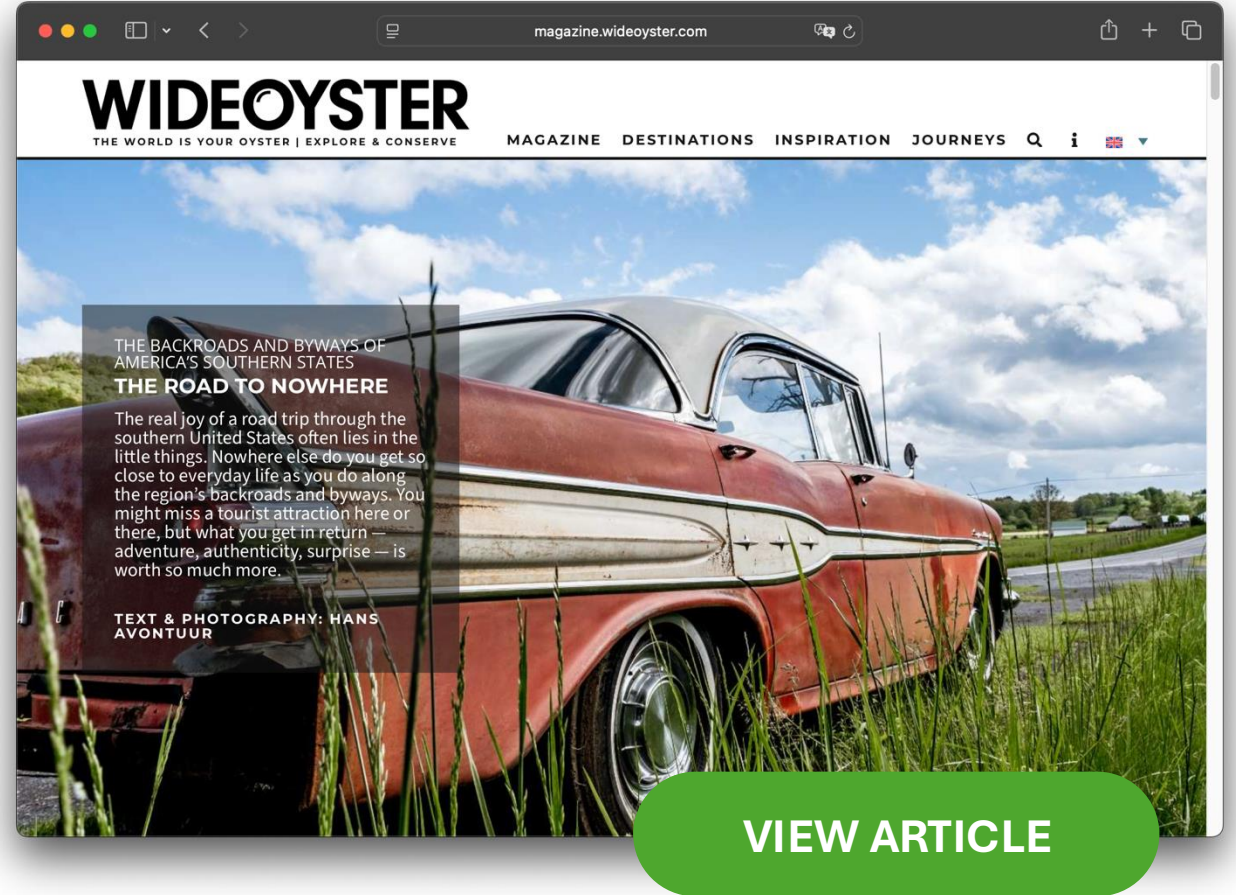 magazine.wideoyster.com
WIDEOYSTER
THE WORLD IS YOUR OYSTER | EXPLORE & CONSERVE
MAGAZINE DESTINATIONS INSPIRATION JOURNEYS
THE BACKROADS AND BYWAYS OF
AMERICA'S SOUTHERN STATES
THE ROAD TO NOWHERE
The real joy of a road trip through the
southern United States often lies in the
little things. Nowhere else do you get so
close to everyday life as you do along
the region's backroads and byways. You
might miss a tourist attraction here or
there, but what you get in return —
adventure, authenticity, surprise — is
worth so much more.
TEXT & PHOTOGRAPHY: HANS
AVONTUUR
VIEW ARTICLE